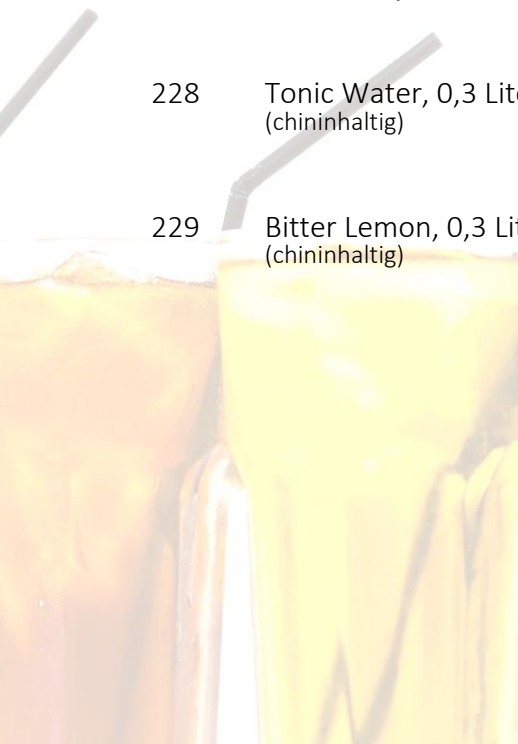 228 Tonic Water, 0,3
(chininhaltig)
229 Bitter Lemon, 0,3
(chininhaltig)